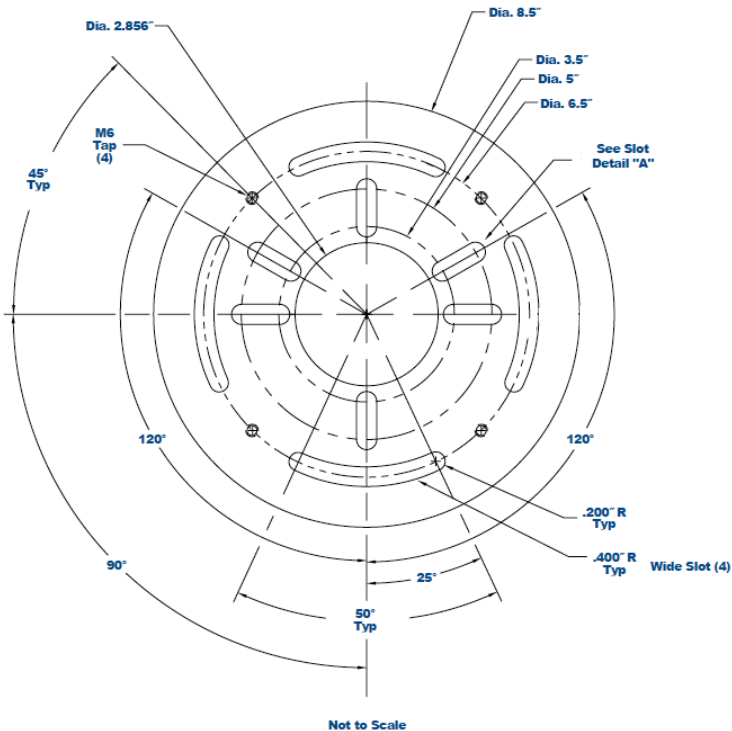 Dia. 8.5″
Dia. 2.856″
Dia. 3.5″
Dia. 5″
Dia. 6.5″
M6
Tap
(4)
See Slot
Detail "A"
45°
Typ
120°
120°
.200″ R
Typ
.400″ R
Typ
Wide Slot (4)
90°
25°
50°
Typ
Not to Scale